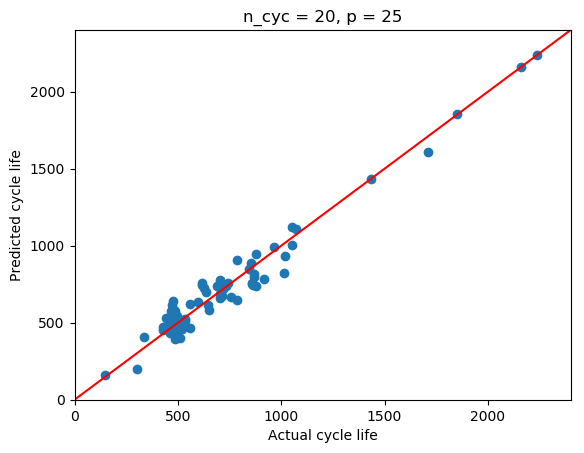 n_cyc = 20, p = 25
2000
1500
1000
500
0
Predicted cycle life
0 500 1000 1500 2000
Actual cycle life